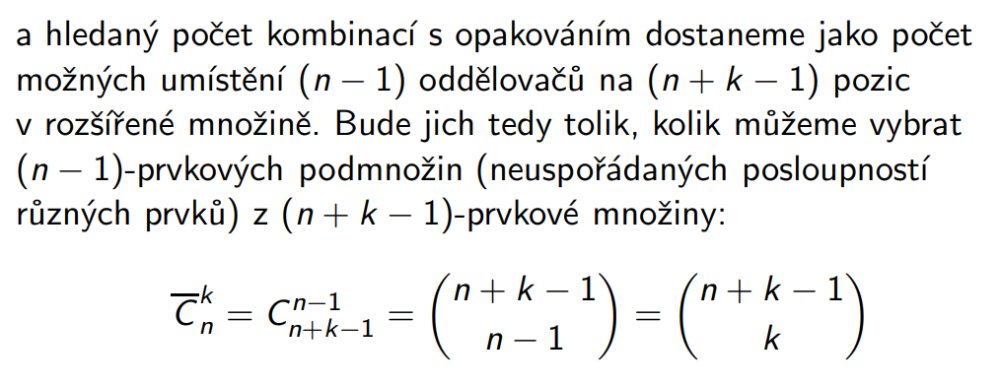 a hledaný počet kombinací s opakováním dostaneme jako počet
možných umístění (n − 1) oddělovačů na (n + k − 1) pozic
v rozšířené množině. Bude jich tedy tolik, kolik můžeme vybrat
(n − 1)-prvkových podmnožin (neuspořádaných posloupností
různých prvků) z (n + k − 1)-prvkové množiny:
$\overline{C}_n^k = C_{n+k-1}^{n-1} = \binom{n+k-1}{n-1} = \binom{n+k-1}{k}$